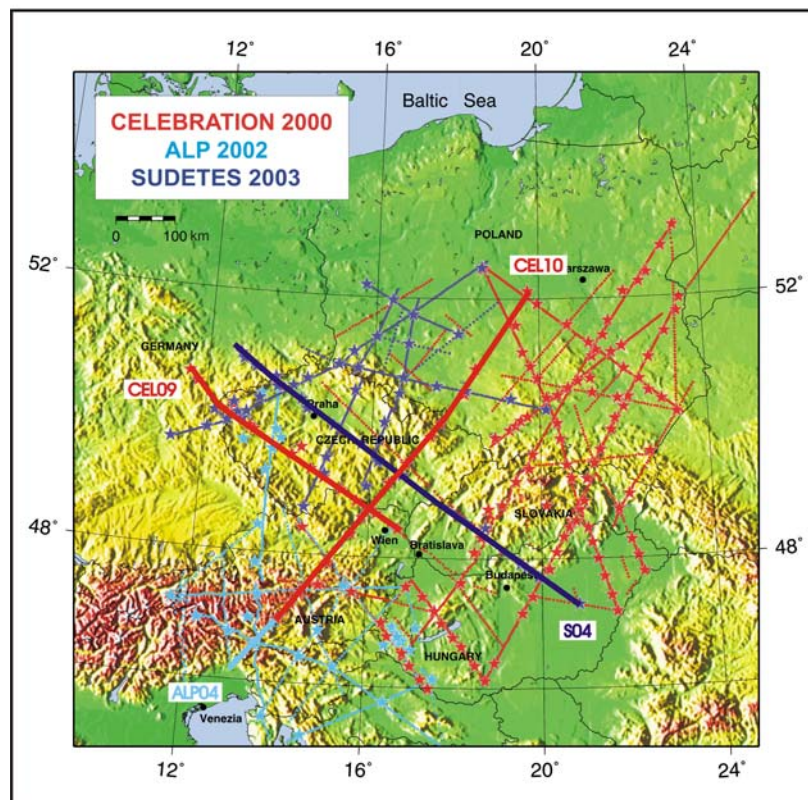 12° 16° 20° 24°
Baltic Sea
CELEBRATION 2000
ALP 2002
SUDETES 2003
0 100 km
POLAND
52°
CEL10
52°
arszawa
GERMANY
CEL09
Praha
CZECH REPUBLIC
48°
SLOVAKIA
48°
Wien
Bratislava
Budapest
AUSTRIA
S04
HUNGARY
ALP04
Venezia
12° 16° 20° 24°